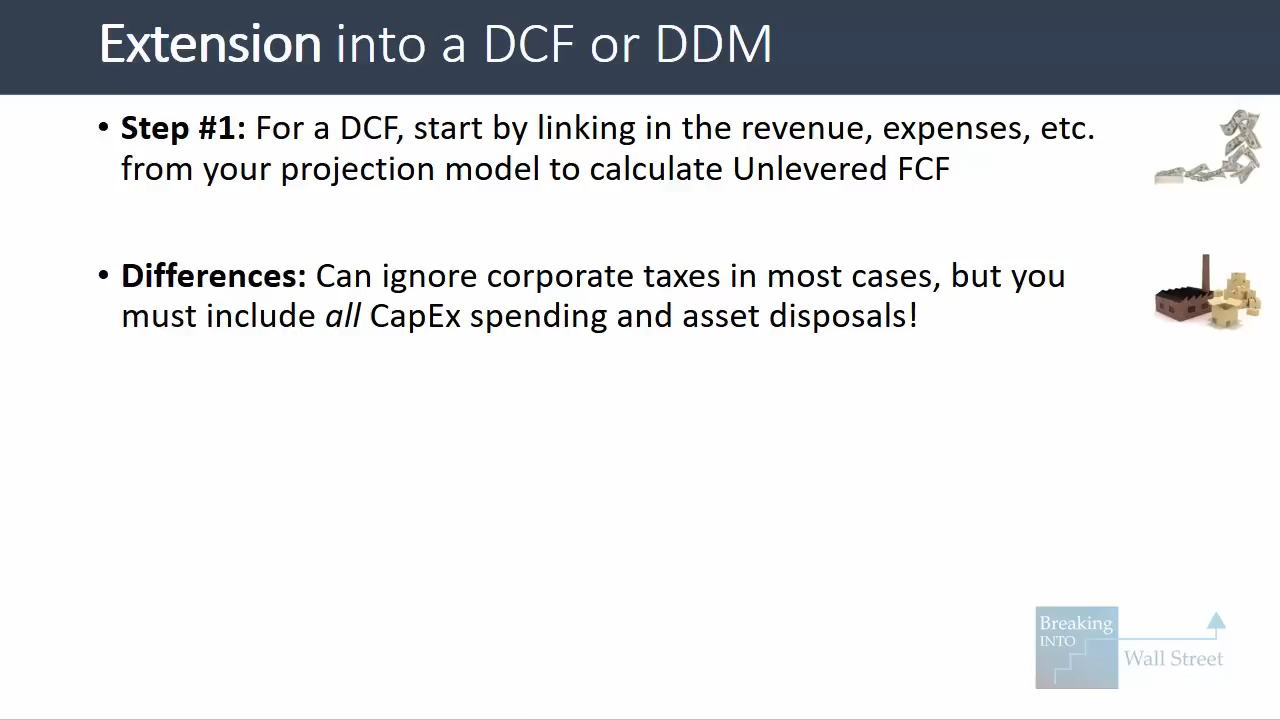 Extension into a DCF or DDM
• Step #1: For a DCF, start by linking in the revenue, expenses, etc.
from your projection model to calculate Unlevered FCF
• Differences: Can ignore corporate taxes in most cases, but you
must include all CapEx spending and asset disposals!
Breaking
INTO
Wall Street